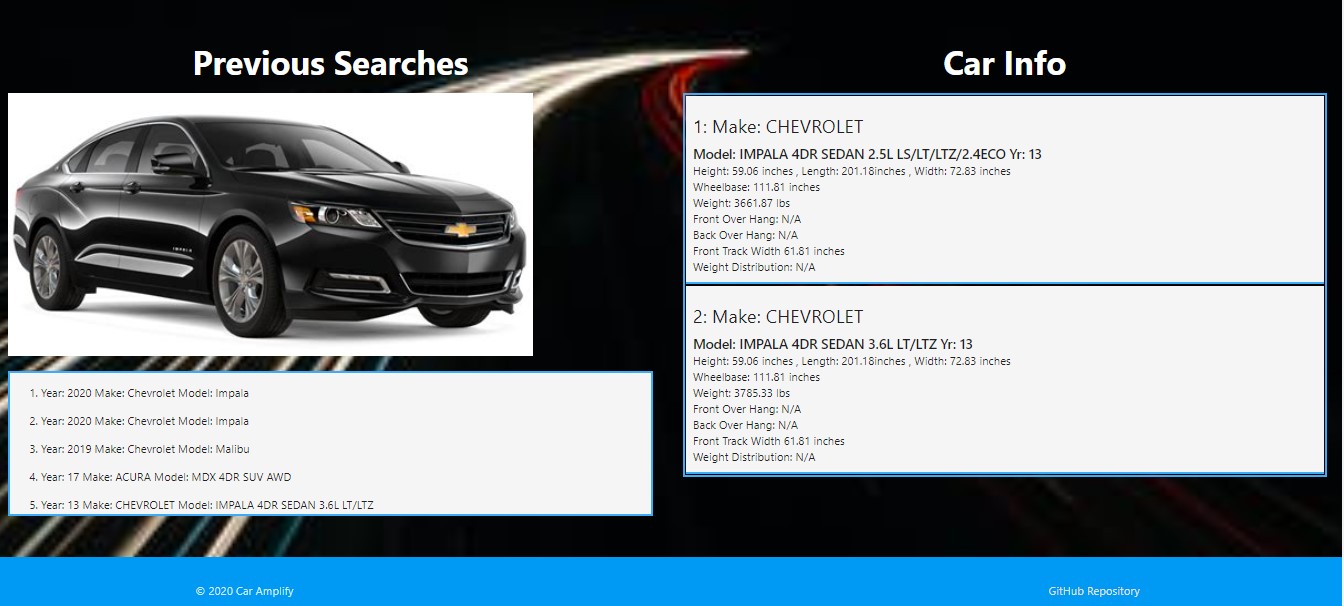 Previous Searches
IMPALA
1. Year: 2020 Make: Chevrolet Model: Impala
2. Year: 2020 Make: Chevrolet Model: Impala
3. Year: 2019 Make: Chevrolet Model: Malibu
4. Year: 17 Make: ACURA Model: MDX 4DR SUV AWD
5. Year: 13 Make: CHEVROLET Model: IMPALA 4DR SEDAN 3.6L LT/LTZ
Car Info
1: Make: CHEVROLET
Model: IMPALA 4DR SEDAN 2.5L LS/LT/LTZ/2.4ECO Yr: 13
Height: 59.06 inches , Length: 201.18inches , Width: 72.83 inches
Wheelbase: 111.81 inches
Weight: 3661.87 lbs
Front Over Hang: N/A
Back Over Hang: N/A
Front Track Width 61.81 inches
Weight Distribution: N/A
2: Make: CHEVROLET
Model: IMPALA 4DR SEDAN 3.6L LT/LTZ Yr: 13
Height: 59.06 inches , Length: 201.18inches , Width: 72.83 inches
Wheelbase: 111.81 inches
Weight: 3785.33 lbs
Front Over Hang: N/A
Back Over Hang: N/A
Front Track Width 61.81 inches
Weight Distribution: N/A
© 2020 Car Amplify
GitHub Repository